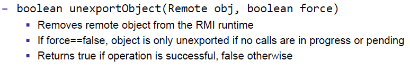 – boolean unexportObject(Remote obj, boolean force)
▪ Removes remote object from the RMI runtime
▪ If force==false, object is only unexported if no calls are in progress or pending
▪ Returns true if operation is successful, false otherwise